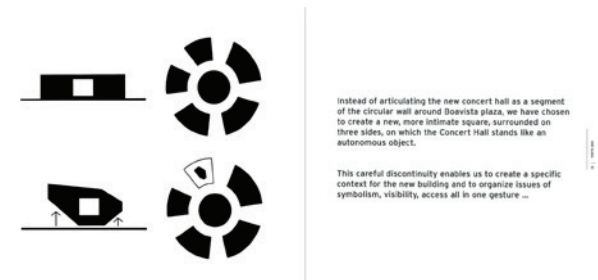 Instead of articulating the new concert hall as a segment
of the circular wall around Boavista plaza, we have chosen
to create a new, more intimate square, surrounded on
three sides, on which the Concert Hall stands like an
autonomous object.
This careful discontinuity enables us to create a specific
context for the new building and to organize issues of
symbolism, visibility, access all in one gesture ...